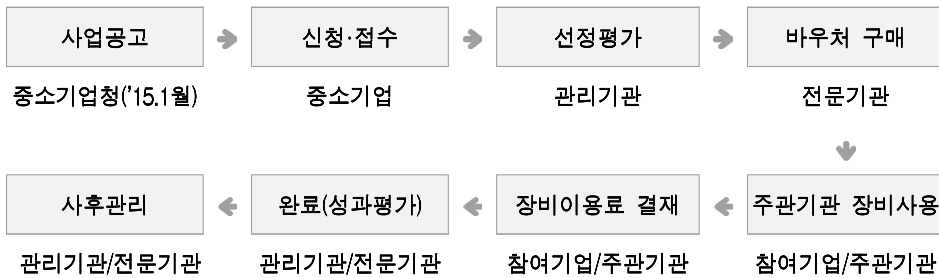 사업공고
신청·접수
선정평가
바우처 구매
중소기업청('15.1월)
중소기업
관리기관
전문기관
사후관리
완료(성과평가)
장비이용료 결재
주관기관 장비사용
관리기관/전문기관
관리기관/전문기관
참여기업/주관기관
참여기업/주관기관